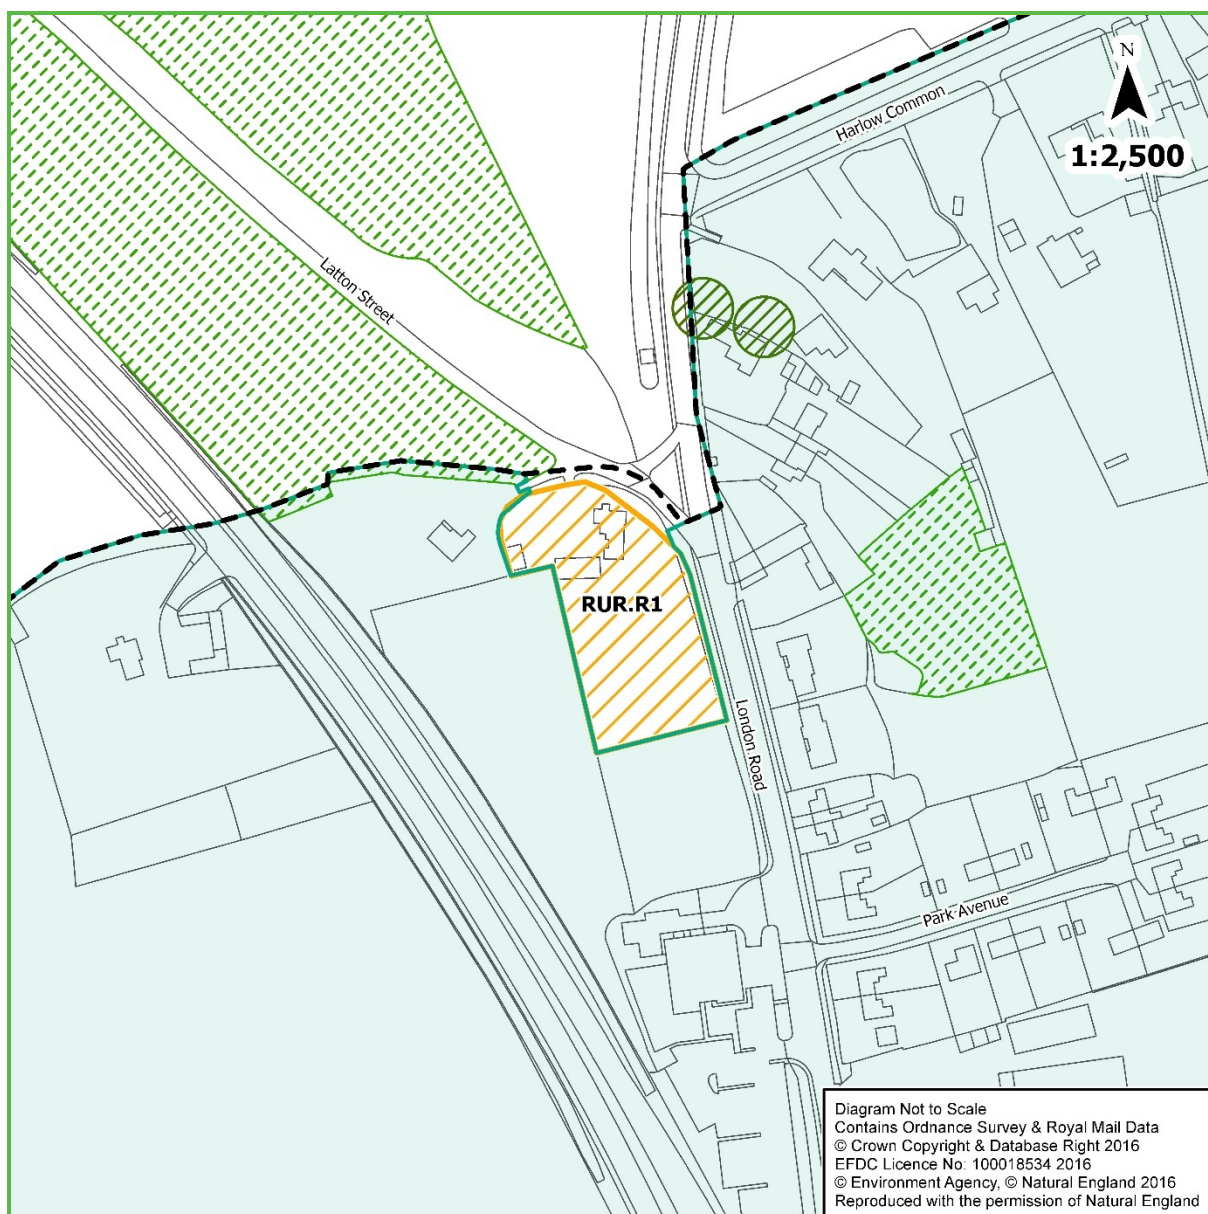 N
1:2,500
Harlow Common
Latton Street
RUR.R1
London Road
Park Avenue
Diagram Not to Scale
Contains Ordnance Survey & Royal Mail Data
© Crown Copyright & Database Right 2016
EFDC Licence No: 100018534 2016
© Environment Agency, © Natural England 2016
Reproduced with the permission of Natural England